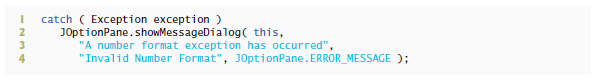 1 catch ( Exception exception )
2 JOptionPane.showMessageDialog( this,
3 "A number format exception has occurred",
4 "Invalid Number Format", JOptionPane.ERROR_MESSAGE );